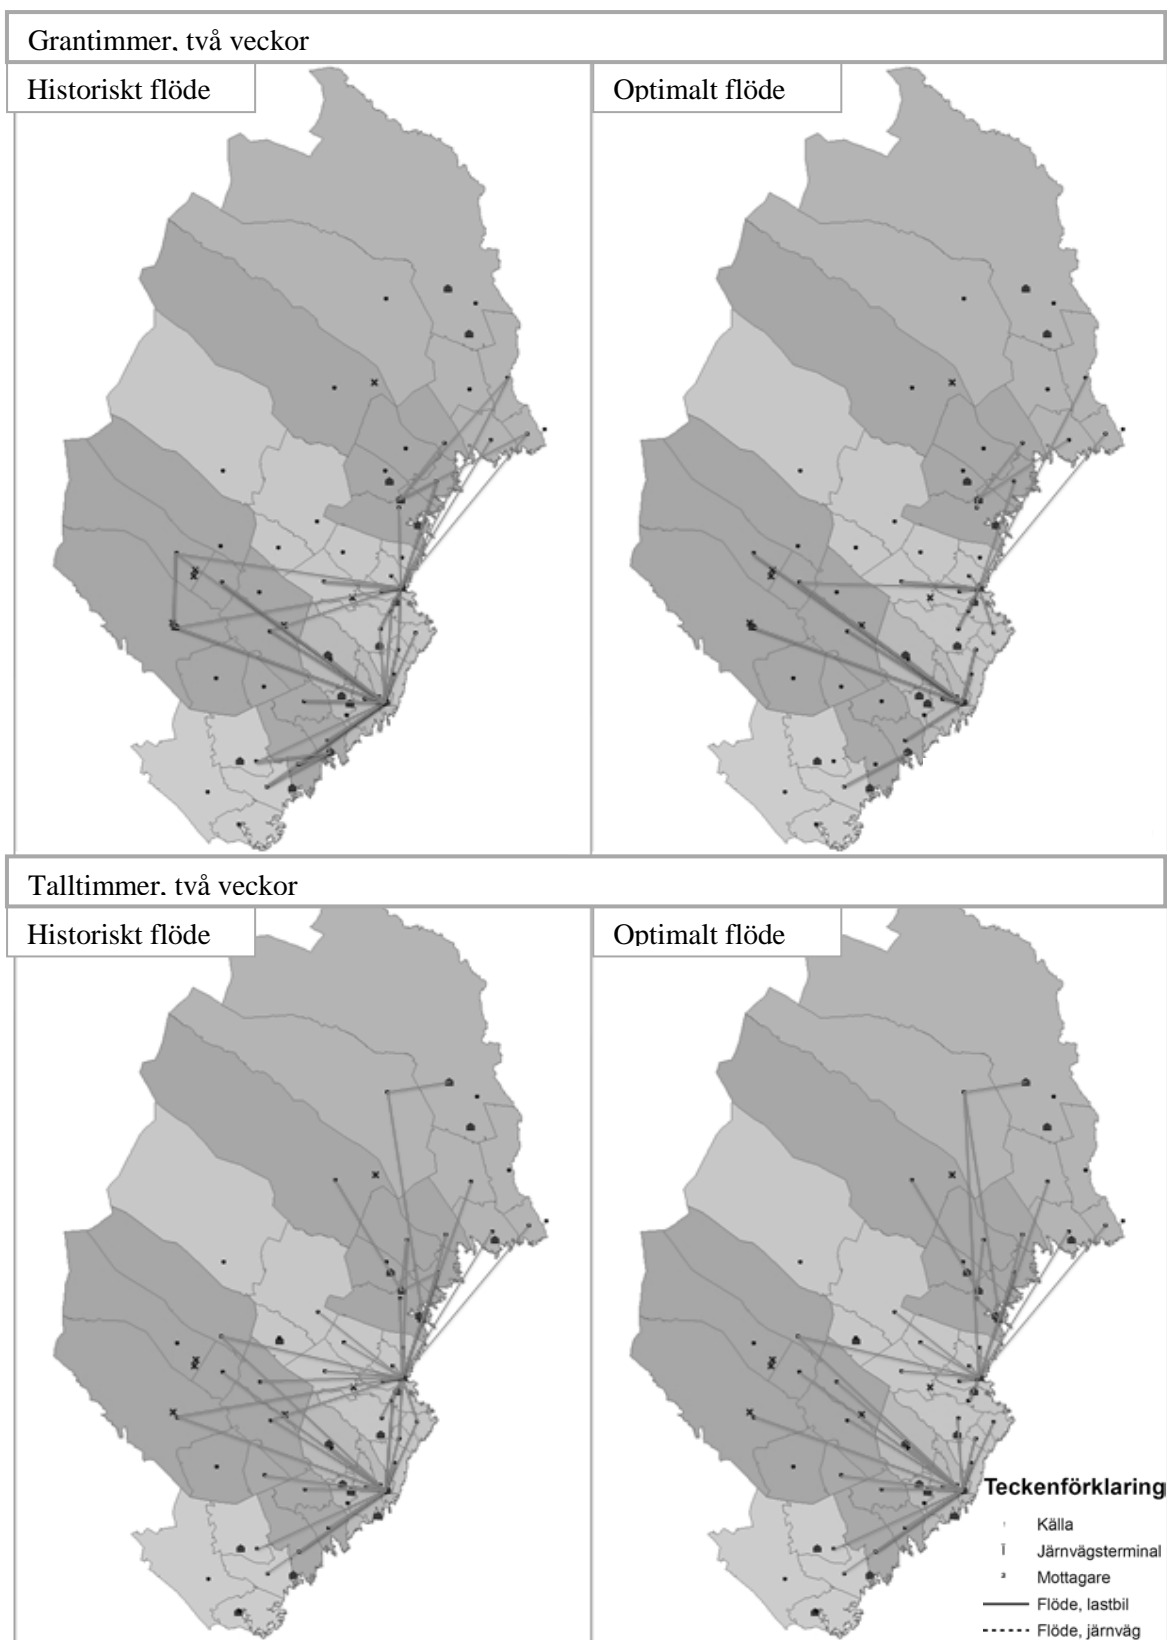 Grantimmer, två veckor
Historiskt flöde
Optimalt flöde
Talltimmer, två veckor
Historiskt flöde
Optimalt flöde
Teckenförklaring
Källa
Järnvägsterminal
Mottagare
Flöde, lastbil
Flöde, järnväg